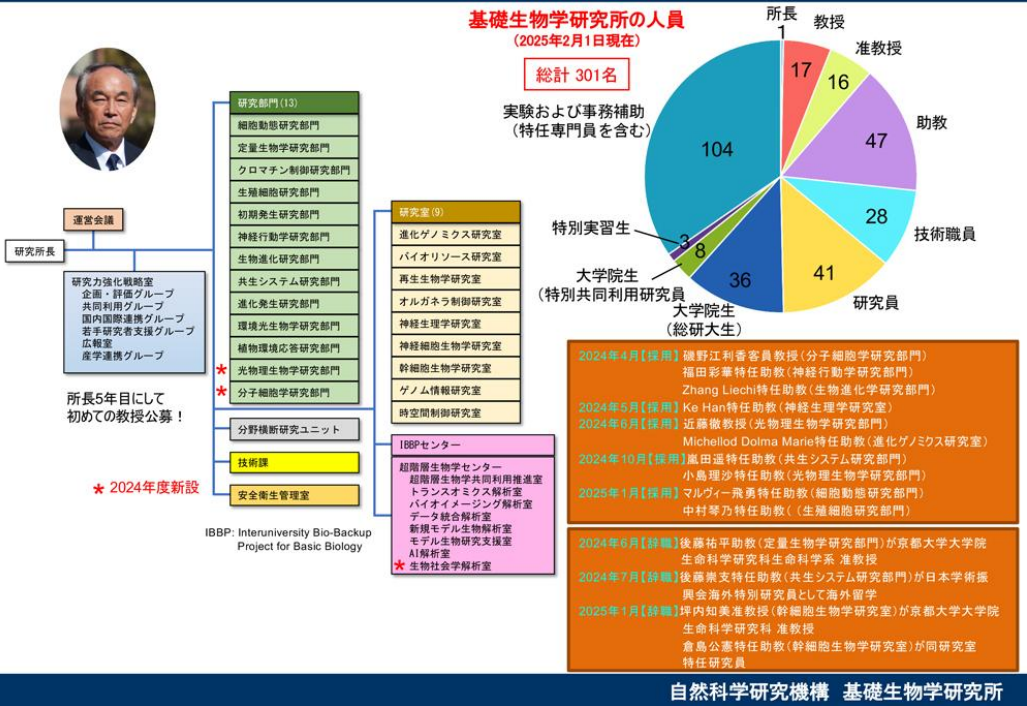 基礎生物学研究所の人員
(2025年2月1日現在)
総計 301名
所長
1
教授
17
准教授
16
助教
47
技術職員
28
研究員
41
大学院生
(総研大生)
36
大学院生
(特別共同利用研究員
8
特別実習生
3
実験および事務補助
(特任専門員を含む)
104
運営会議
研究所長
研究力強化戦略室
企画・評価グループ
共同利用グループ
国内国際連携グループ
若手研究者支援グループ
広報室
産学連携グループ
所長5年目にして
初めての教授公募！
* 2024年度新設
研究部門(13)
細胞動態研究部門
定量生物学研究部門
クロマチン制御研究部門
生殖細胞研究部門
初期発生研究部門
神経行動学研究部門
生物進化研究部門
共生システム研究部門
進化発生研究部門
環境光生物学研究部門
植物環境応答研究部門
* 光物理生物学研究部門
* 分子細胞学研究部門
分野横断研究ユニット
技術課
安全衛生管理室
IBBP: Interuniversity Bio-Backup
Project for Basic Biology
研究室(9)
進化ゲノミクス研究室
バイオリソース研究室
再生生物学研究室
オルガネラ制御研究室
神経生理学研究室
神経細胞生物学研究室
幹細胞生物学研究室
ゲノム情報研究室
時空間制御研究室
IBBPセンター
超階層生物学センター
超階層生物学共同利用推進室
トランスオミクス解析室
バイオイメージング解析室
データ統合解析室
新規モデル生物解析室
モデル生物研究支援室
AI解析室
* 生物社会学解析室
2024年4月【採用】磯野江利香客員教授(分子細胞学研究部門)
福田彩華特任助教(神経行動学研究部門)
Zhang Liechi特任助教(生物進化学研究部門)
2024年5月【採用】Ke Han特任助教(神経生理学研究室)
2024年6月【採用】近藤徹教授(光物理生物学研究部門)
Michellod Dolma Marie特任助教(進化ゲノミクス研究室)
2024年10月【採用】嵐田遥特任助教(共生システム研究部門)
小島理沙特任助教(光物理生物学研究部門)
2025年1月【採用】マルヴィー飛勇特任助教(細胞動態研究部門)
中村琴乃特任助教((生殖細胞研究部門)
2024年6月【辞職】後藤祐平助教(定量生物学研究部門)が京都大学大学院
生命科学研究科生命科学系 准教授
2024年7月【辞職】後藤崇支特任助教(共生システム研究部門)が日本学術振
興会海外特別研究員として海外留学
2025年1月【辞職】坪内知美准教授(幹細胞生物学研究室)が京都大学大学院
生命科学研究科 准教授
倉島公憲特任助教(幹細胞生物学研究室)が同研究室
特任研究員
自然科学研究機構 基礎生物学研究所